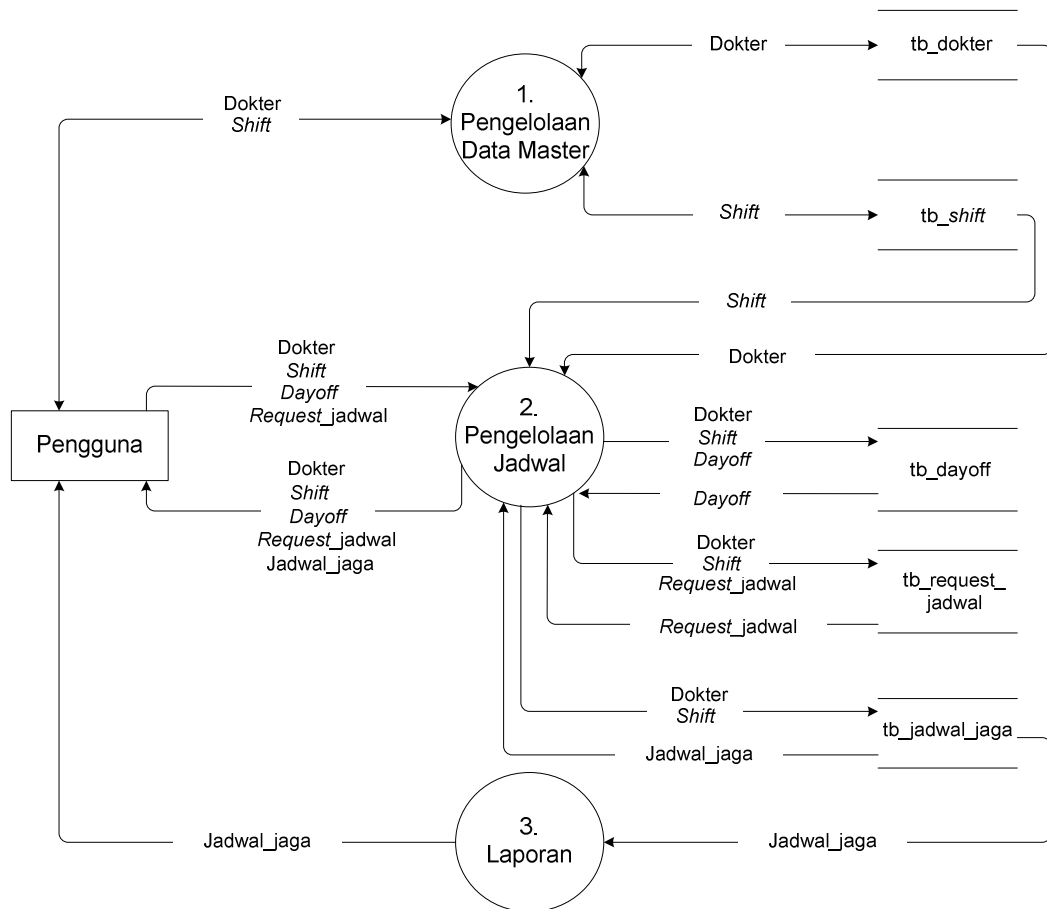 Dokter
tb_dokter
1.
Pengelolaan
Data Master
Dokter
Shift
Shift
tb_shift
Shift
Dokter
Dokter
Shift
Dayoff
Request_jadwal
2.
Pengelolaan
Jadwal
Pengguna
Dokter
Shift
Dayoff
tb_dayoff
Dayoff
Dokter
Shift
Dayoff
Request_jadwal
Jadwal_jaga
Dokter
Shift
Request_jadwal
tb_request_
jadwal
Request_jadwal
Dokter
Shift
tb_jadwal_jaga
Jadwal_jaga
3.
Laporan
Jadwal_jaga
Jadwal_jaga